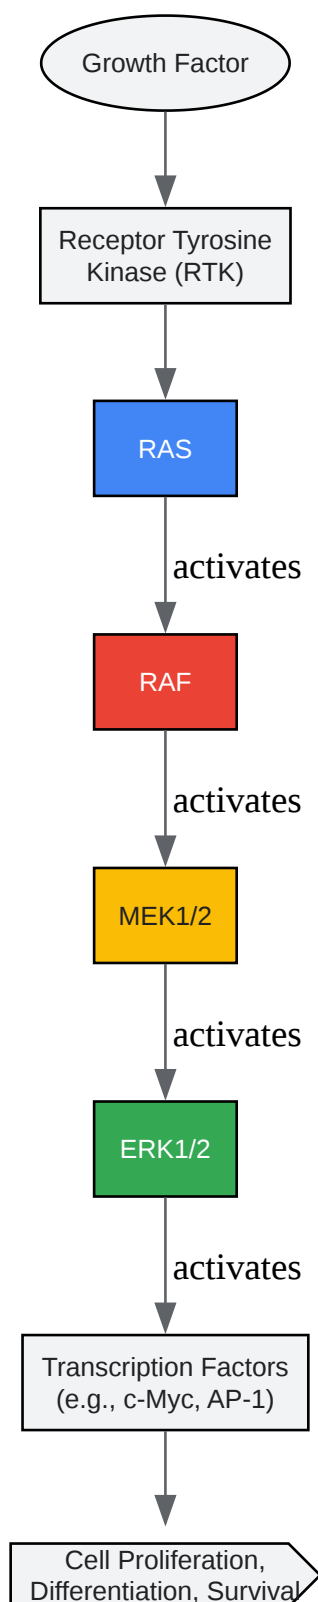 Growth Factor
Receptor Tyrosine
Kinase (RTK)
RAS
activates
RAF
activates
MEK1/2
activates
ERK1/2
activates
Transcription Factors
(e.g., c-Myc, AP-1)
Cell Proliferation,
Differentiation, Survival